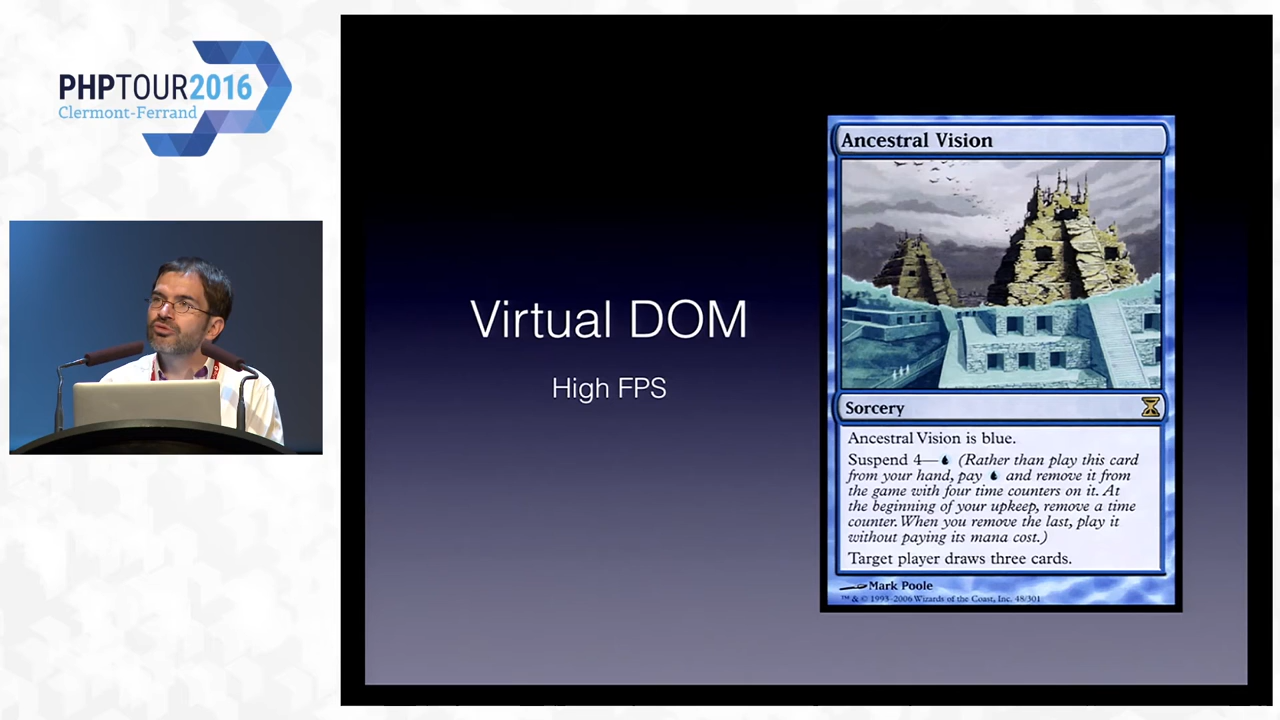 PHPTOUR2016
Clermont-Ferrand
Virtual DOM
High FPS
Ancestral Vision
Sorcery
Ancestral Vision is blue.
Suspend 4— (Rather than play this card
from your hand, pay and remove it from
the game with four time counters on it. At
the beginning of your upkeep, remove a time
counter. When you remove the last, play it
without paying its mana cost.)
Target player draws three cards.
Mark Poole
™ & © 1993-2006 Wizards of the Coast, Inc. 48/301